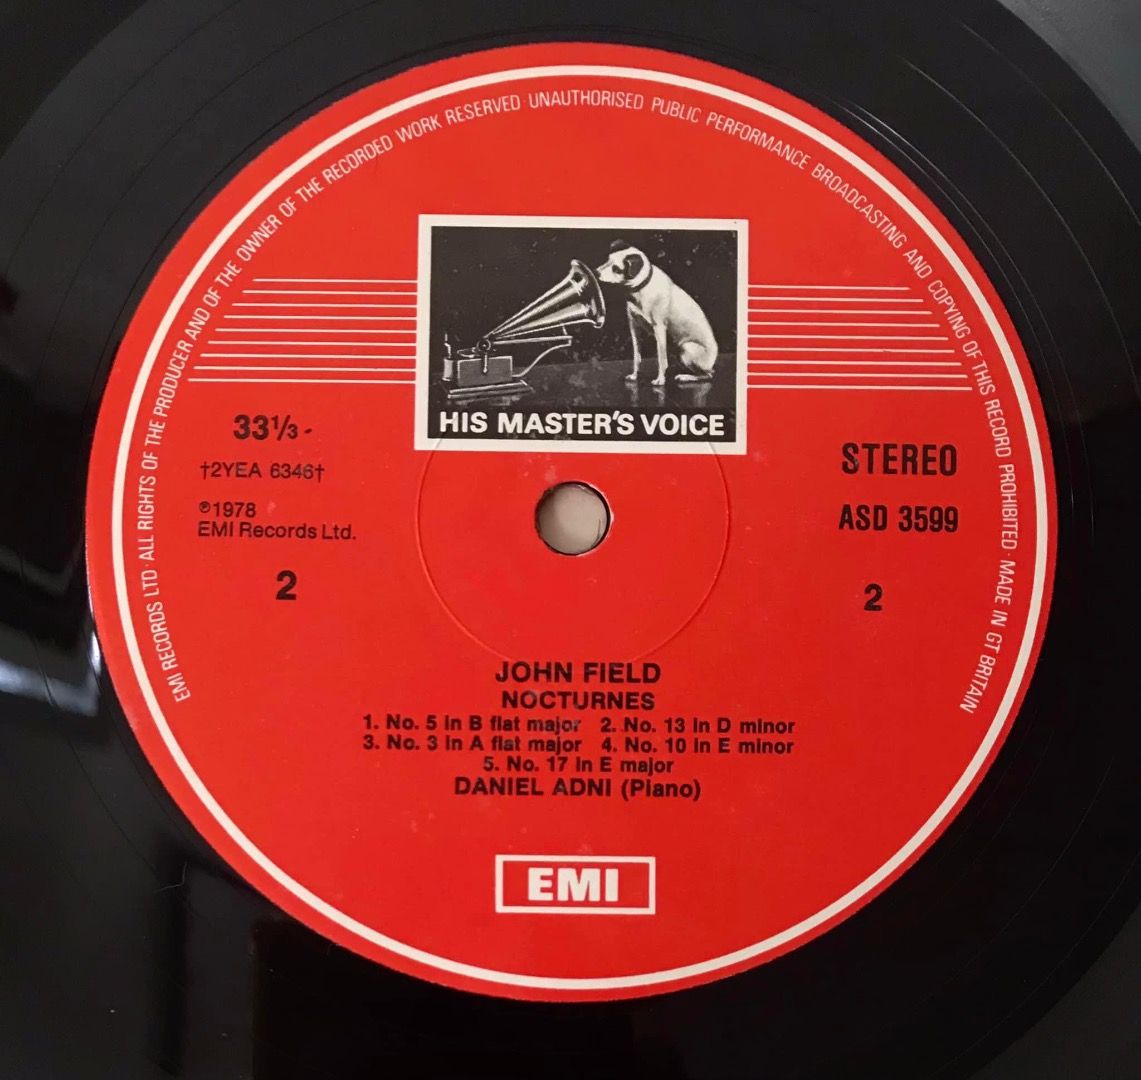 EMI RECORDS LTD · ALL RIGHTS OF THE PRODUCER AND OF THE OWNER OF THE RECORDED WORK RESERVED · UNAUTHORISED PUBLIC PERFORMANCE BROADCASTING AND COPYING OF THIS RECORD PROHIBITED · MADE IN GT BRITAIN
HIS MASTER'S VOICE
33⅓
†2YEA 6346†
℗1978
EMI Records Ltd.
2
STEREO
ASD 3599
2
JOHN FIELD
NOCTURNES
1. No. 5 in B flat major 2. No. 13 in D minor
3. No. 3 in A flat major 4. No. 10 in E minor
5. No. 17 in E major
DANIEL ADNI (Piano)
EMI